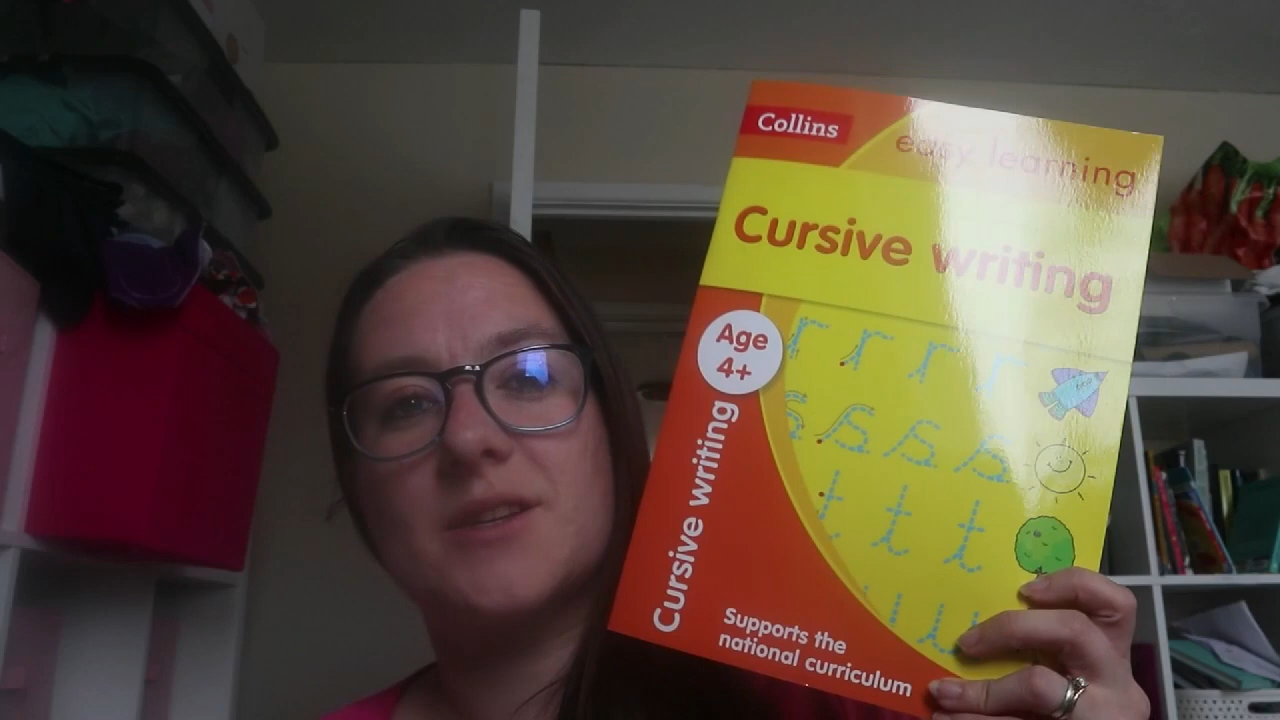 Collins
easy learning
Cursive writing
Age
4+
r r r r
s s s s
t t t
u u
Cursive writing
Supports the
national curriculum